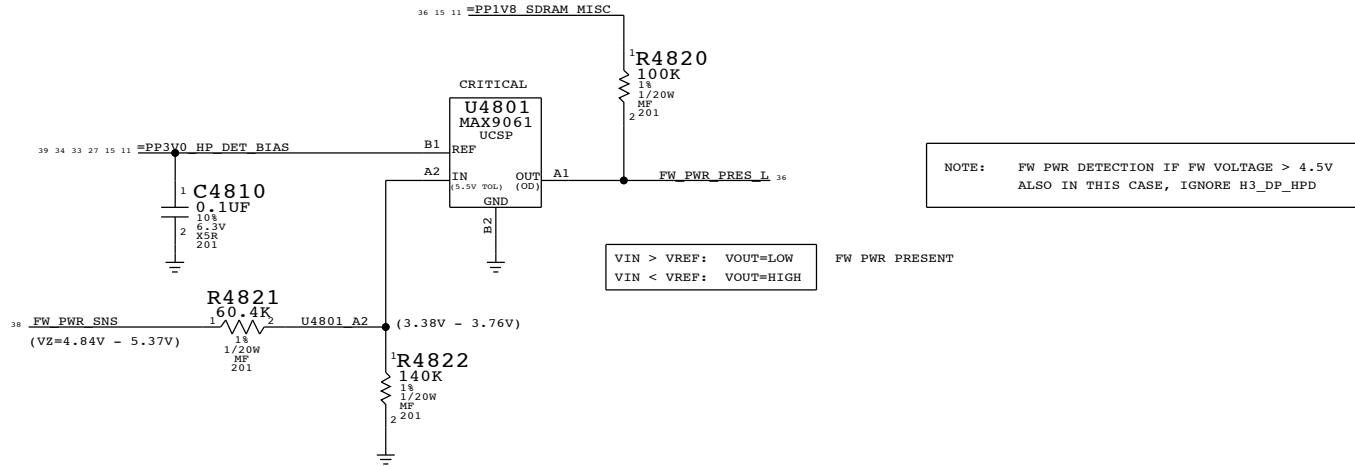 36 15 11 =PP1V8_SDRAM_MISC
1
R4820
100K
1%
1/20W
MF
2 201
CRITICAL
U4801
MAX9061
UCSP
39 34 33 27 15 11 =PP3V0_HP_DET_BIAS
B1
REF
A2
IN
(5.5V TOL)
OUT
(OD)
A1
FW_PWR_PRES_L 36
GND
B2
1
C4810
0.1UF
10%
6.3V
2 X5R
201
NOTE: FW PWR DETECTION IF FW VOLTAGE > 4.5V
ALSO IN THIS CASE, IGNORE H3_DP_HPD
VIN > VREF: VOUT=LOW FW PWR PRESENT
VIN < VREF: VOUT=HIGH
R4821
60.4K
38 FW_PWR_SNS 1 2 U4801_A2 (3.38V - 3.76V)
(VZ=4.84V - 5.37V)
1%
1/20W
MF
201
1
R4822
140K
1%
1/20W
MF
2 201